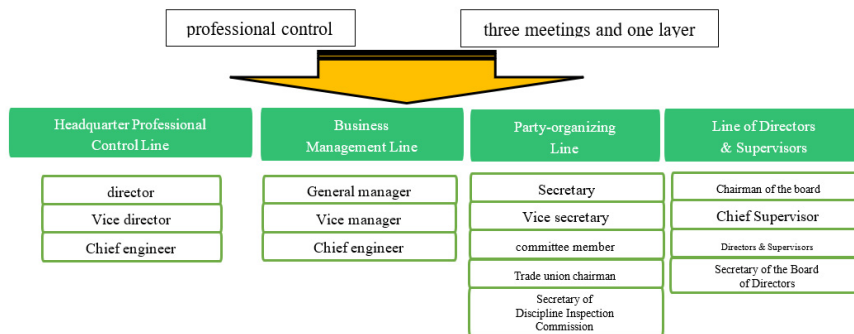 professional control
three meetings and one layer
Headquarter Professional
Control Line
director
Vice director
Chief engineer
Business
Management Line
General manager
Vice manager
Chief engineer
Party-organizing
Line
Secretary
Vice secretary
committee member
Trade union chairman
Secretary of
Discipline Inspection
Commission
Line of Directors
& Supervisors
Chairman of the board
Chief Supervisor
Directors & Supervisors
Secretary of the Board
of Directors